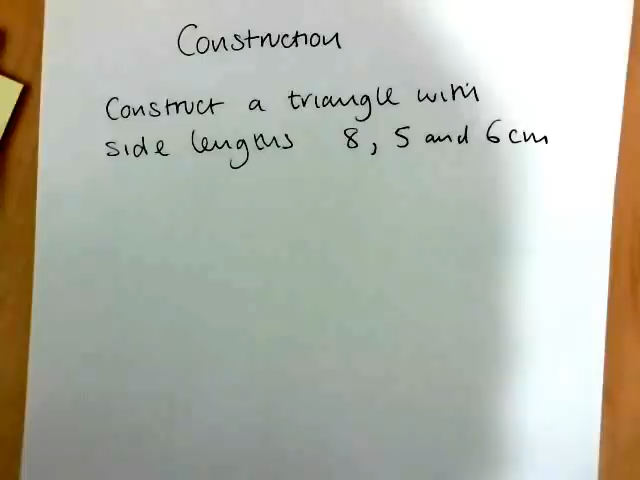 Construction
Construct a triangle with
side lengths 8, 5 and 6cm